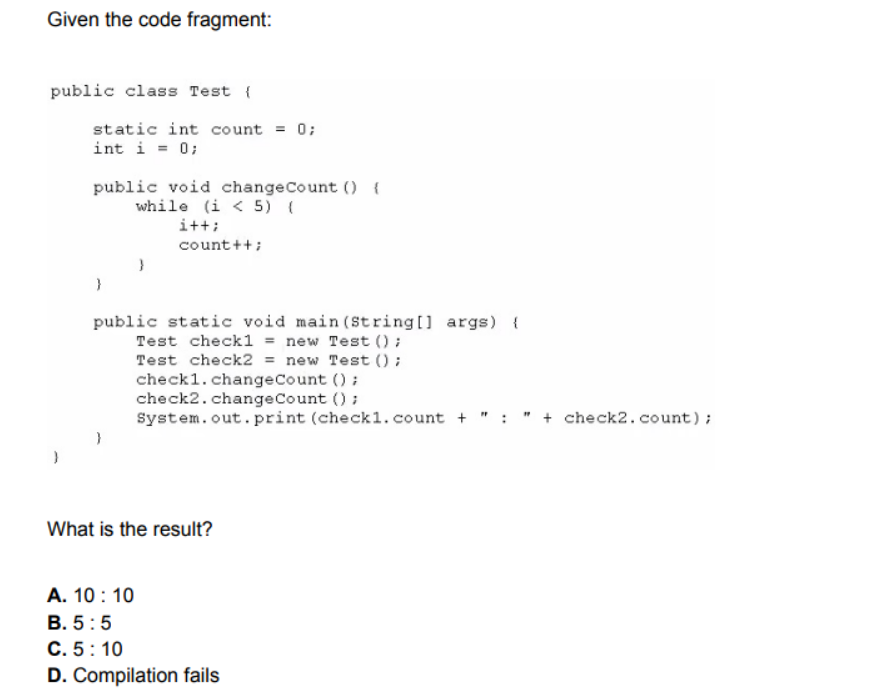 Given the code fragment:
public class Test {
static int count = 0;
int i = 0;
public void changeCount () {
while (i < 5) {
i++;
count++;
}
}
public static void main(String[] args) {
Test check1 = new Test();
Test check2 = new Test();
check1.changeCount();
check2.changeCount();
System.out.print(check1.count + " : " + check2.count);
}
}
What is the result?
A. 10 : 10
B. 5 : 5
C. 5 : 10
D. Compilation fails